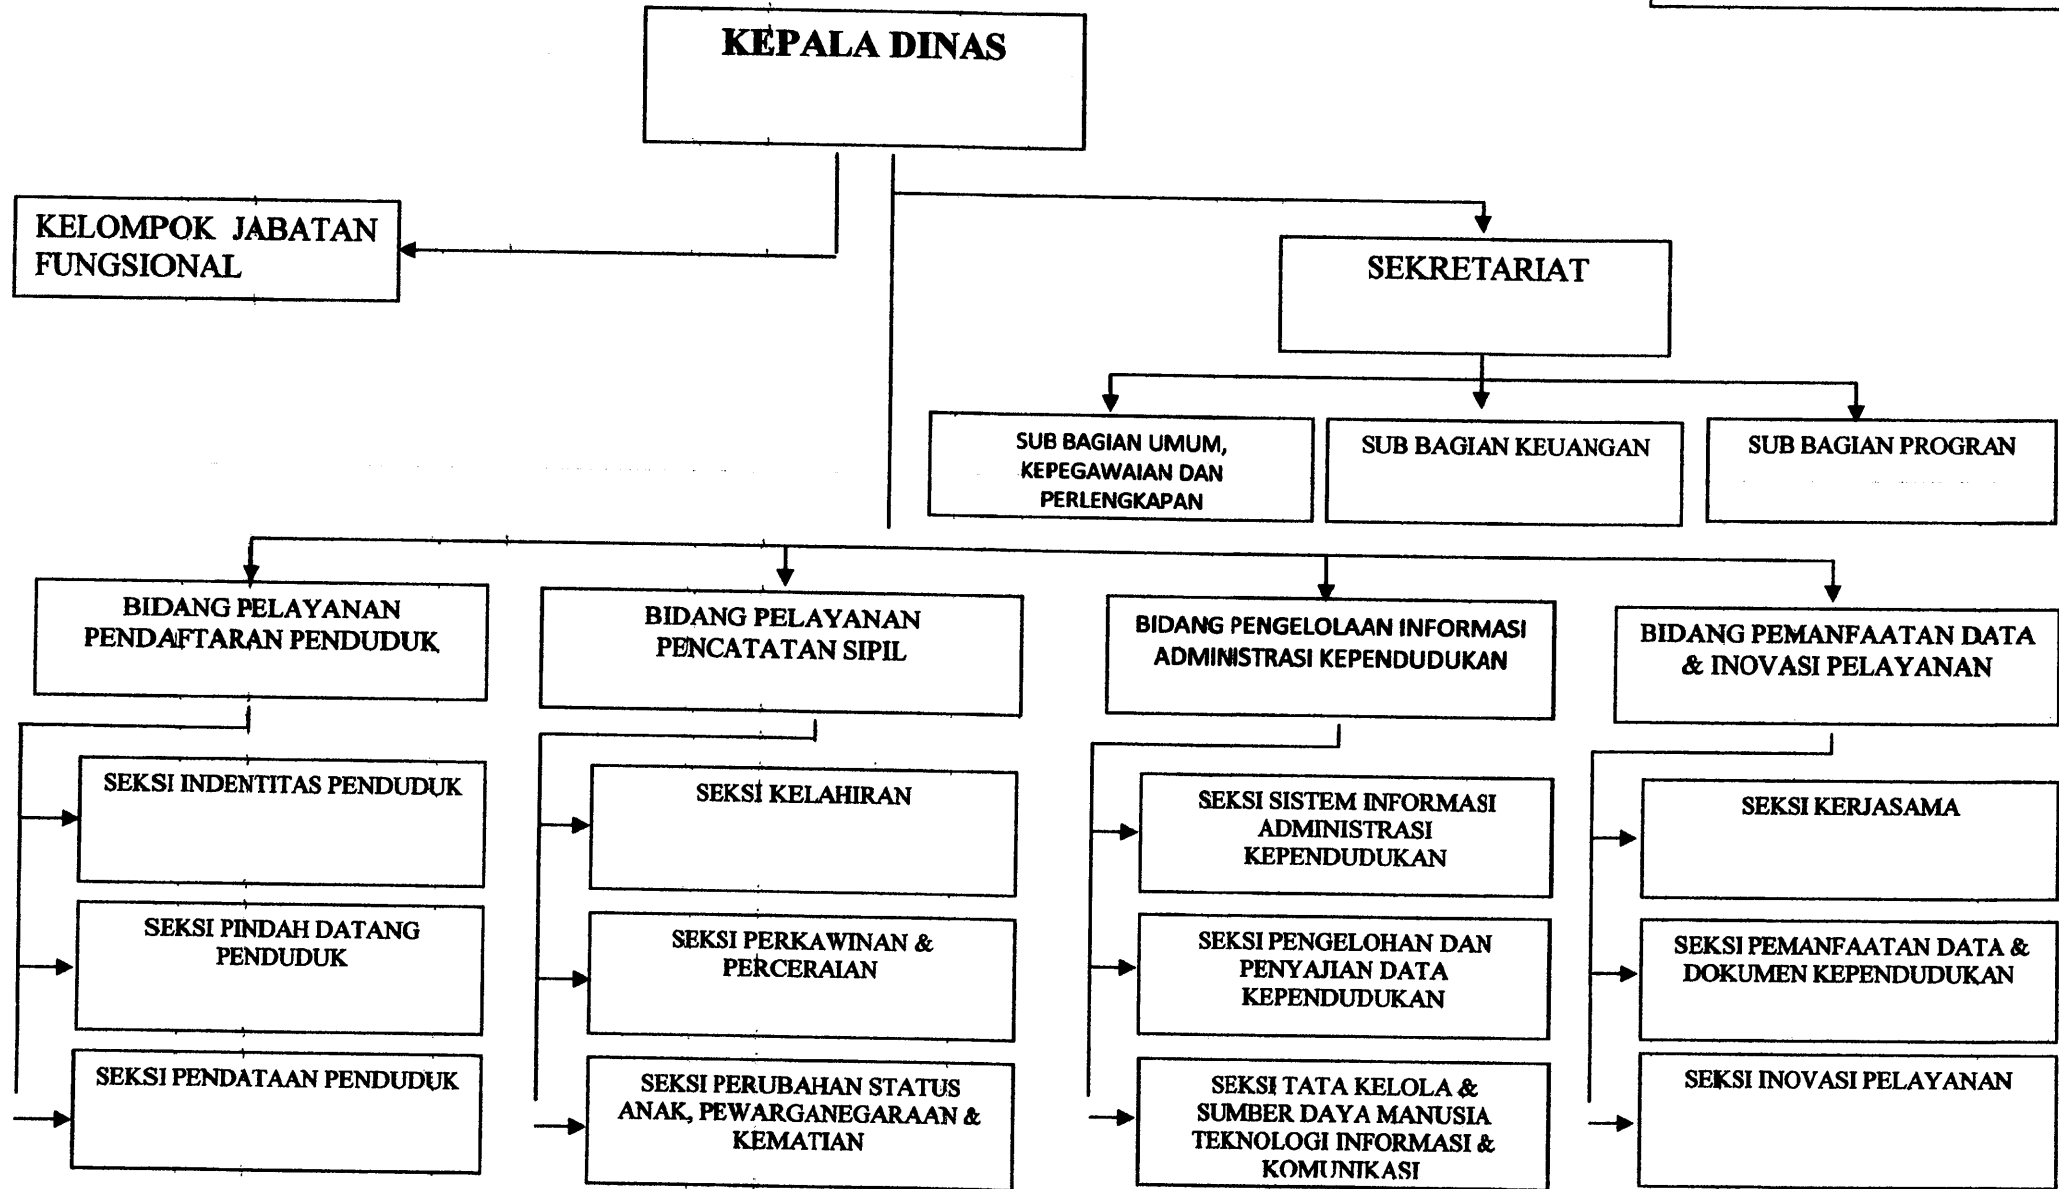 KEPALA DINAS
KELOMPOK JABATAN
FUNGSIONAL
SEKRETARIAT
SUB BAGIAN UMUM,
KEPEGAWAIAN DAN
PERLENGKAPAN
SUB BAGIAN KEUANGAN
SUB BAGIAN PROGRAN
BIDANG PELAYANAN
PENDAFTARAN PENDUDUK
BIDANG PELAYANAN
PENCATATAN SIPIL
BIDANG PENGELOLAAN INFORMASI
ADMINISTRASI KEPENDUDUKAN
BIDANG PEMANFAATAN DATA
& INOVASI PELAYANAN
SEKSI INDENTITAS PENDUDUK
SEKSI PINDAH DATANG
PENDUDUK
SEKSI PENDATAAN PENDUDUK
SEKSI KELAHIRAN
SEKSI PERKAWINAN &
PERCERAIAN
SEKSI PERUBAHAN STATUS
ANAK, PEWARGANEGARAAN &
KEMATIAN
SEKSI SISTEM INFORMASI
ADMINISTRASI
KEPENDUDUKAN
SEKSI PENGELOHAN DAN
PENYAJIAN DATA
KEPENDUDUKAN
SEKSI TATA KELOLA &
SUMBER DAYA MANUSIA
TEKNOLOGI INFORMASI &
KOMUNIKASI
SEKSI KERJASAMA
SEKSI PEMANFAATAN DATA &
DOKUMEN KEPENDUDUKAN
SEKSI INOVASI PELAYANAN